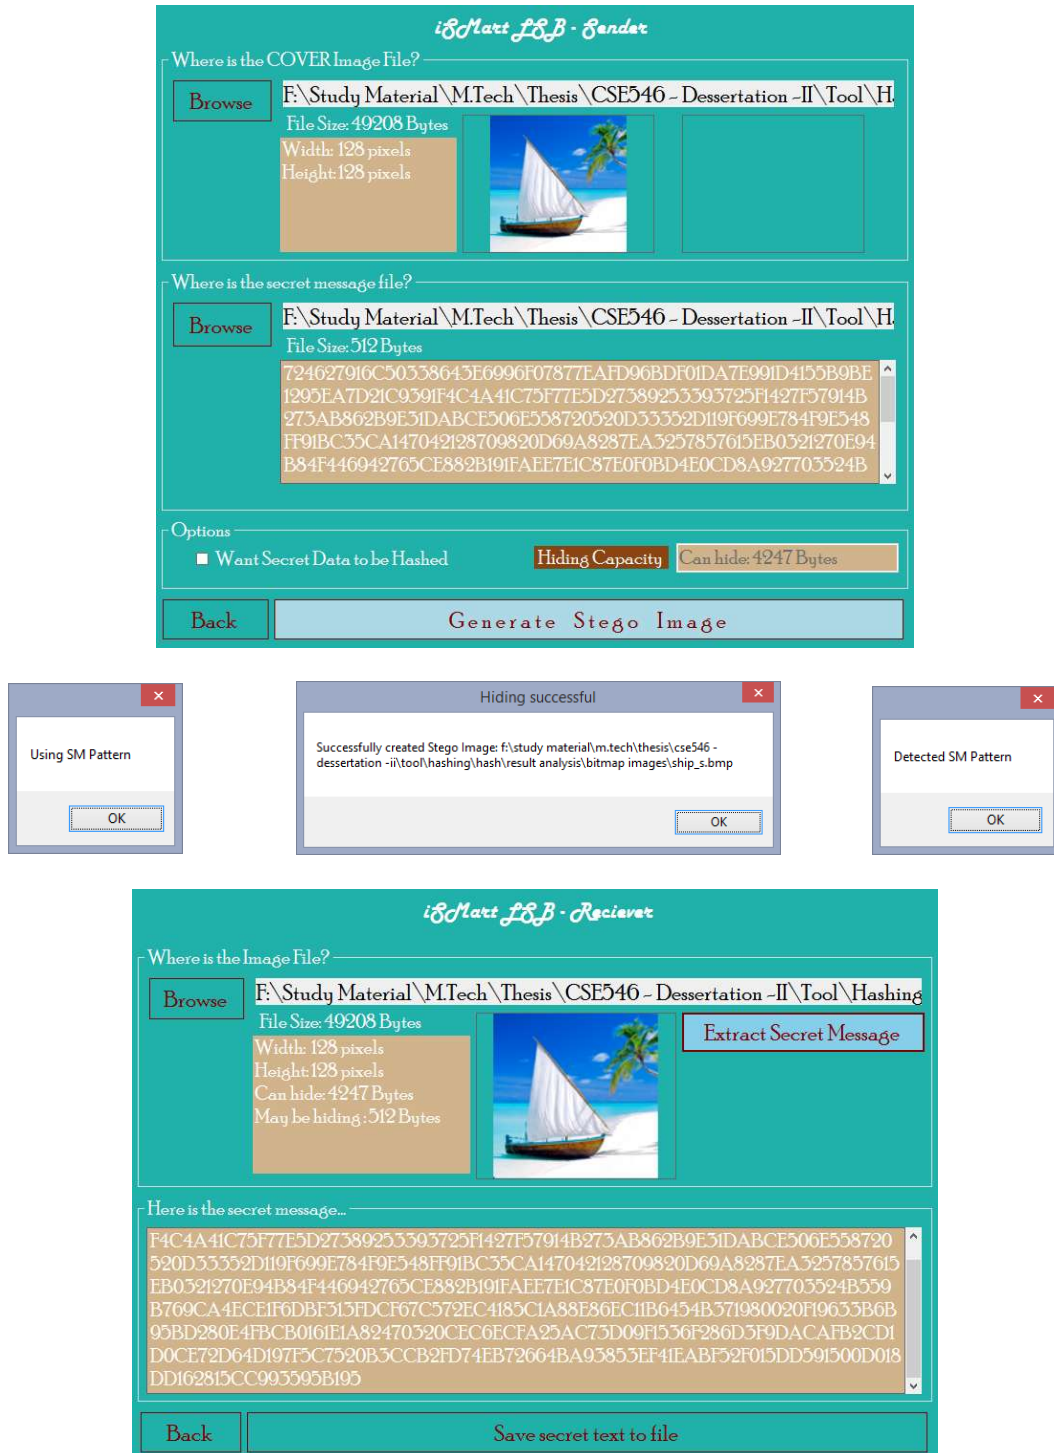 iSMart LSB - Sender
Where is the COVER Image File?
Browse
F:\Study Material\M.Tech\Thesis\CSE546 - Dessertation -II\Tool\Ha
File Size: 49208 Bytes
Width: 128 pixels
Height: 128 pixels
Where is the secret message file?
Browse
F:\Study Material\M.Tech\Thesis\CSE546 - Dessertation -II\Tool\Ha
File Size: 512 Bytes
724627916C50338643E6996F07877EAFD96BDF01DA7E991D4155B9BE
1295EA7D21C9391F4C4A41C75F77E5D27389253393725F1427F57914B
273AB862B9E31DABCE506E558720520D33352D119F699E784F9E548
FF91BC35CA147042128709820D69A8287EA3257857615EB0321270E94
B84F446942765CE882B191FAEE7E1C87E0F0BD4E0CD8A927703524B
Options
Want Secret Data to be Hashed
Hiding Capacity
Can hide: 4247 Bytes
Back
Generate Stego Image
Using SM Pattern
OK
Hiding successful
Successfully created Stego Image: f:\study material\m.tech\thesis\cse546 -
dessertation -ii\tool\hashing\hash\result analysis\bitmap images\ship_s.bmp
OK
Detected SM Pattern
OK
iSMart LSB - Reciever
Where is the Image File?
Browse
F:\Study Material\M.Tech\Thesis\CSE546 - Dessertation -II\Tool\Hashing
File Size: 49208 Bytes
Extract Secret Message
Width: 128 pixels
Height: 128 pixels
Can hide: 4247 Bytes
May be hiding : 512 Bytes
Here is the secret message...
F4C4A41C75F77E5D27389253393725F1427F57914B273AB862B9E31DABCE506E558720
520D33352D119F699E784F9E548FF91BC35CA147042128709820D69A8287EA3257857615
EB0321270E94B84F446942765CE882B191FAEE7E1C87E0F0BD4E0CD8A927703524B559
B769CA4ECE1F6DBF313FDCF67C572EC4185C1A88E86EC11B6454B371980020F19633B6B
95BD280E4FBCB0161E1A82470320CEC6ECFA25AC73D09F1536F286D3F9DACAFB2CD1
D0CE72D64D197F5C7520B3CCB2FD74EB72664BA93853EF41EABF52F015DD591500D018
DD162815CC993595B195
Back
Save secret text to file